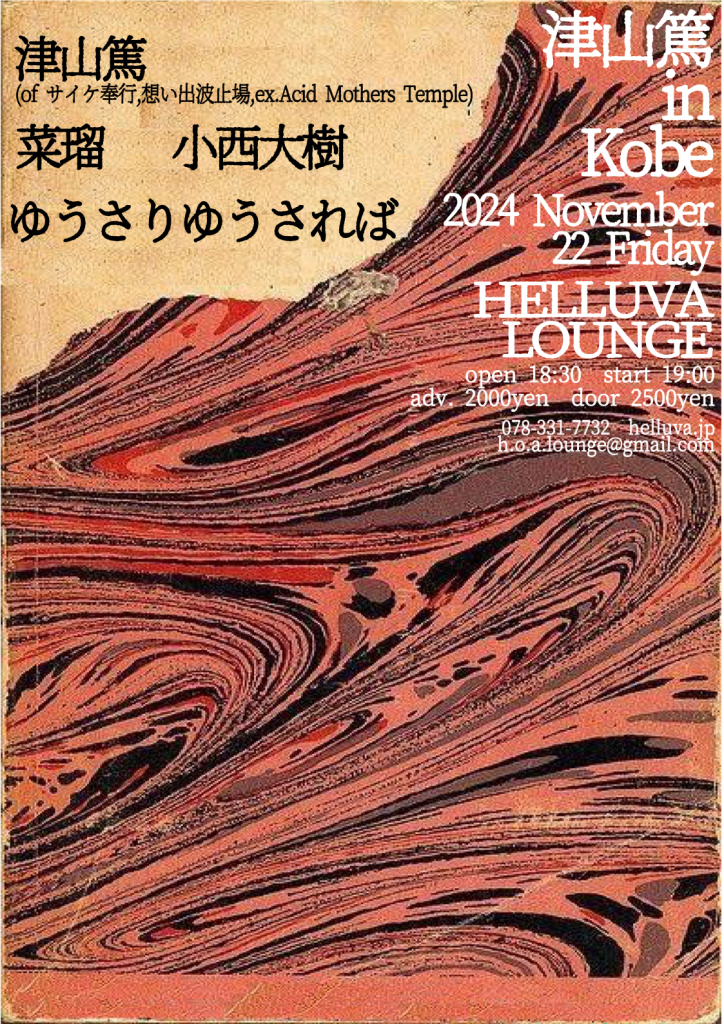 津山篤
(of サイケ奉行,想い出波止場,ex.Acid Mothers Temple)
菜瑠 小西大樹
ゆうさりゆうされば
津山篤
in
Kobe
2024 November
22 Friday
HELLUVA
LOUNGE
open 18:30 start 19:00
adv. 2000yen door 2500yen
078-331-7732 helluva.jp
h.o.a.lounge@gmail.com